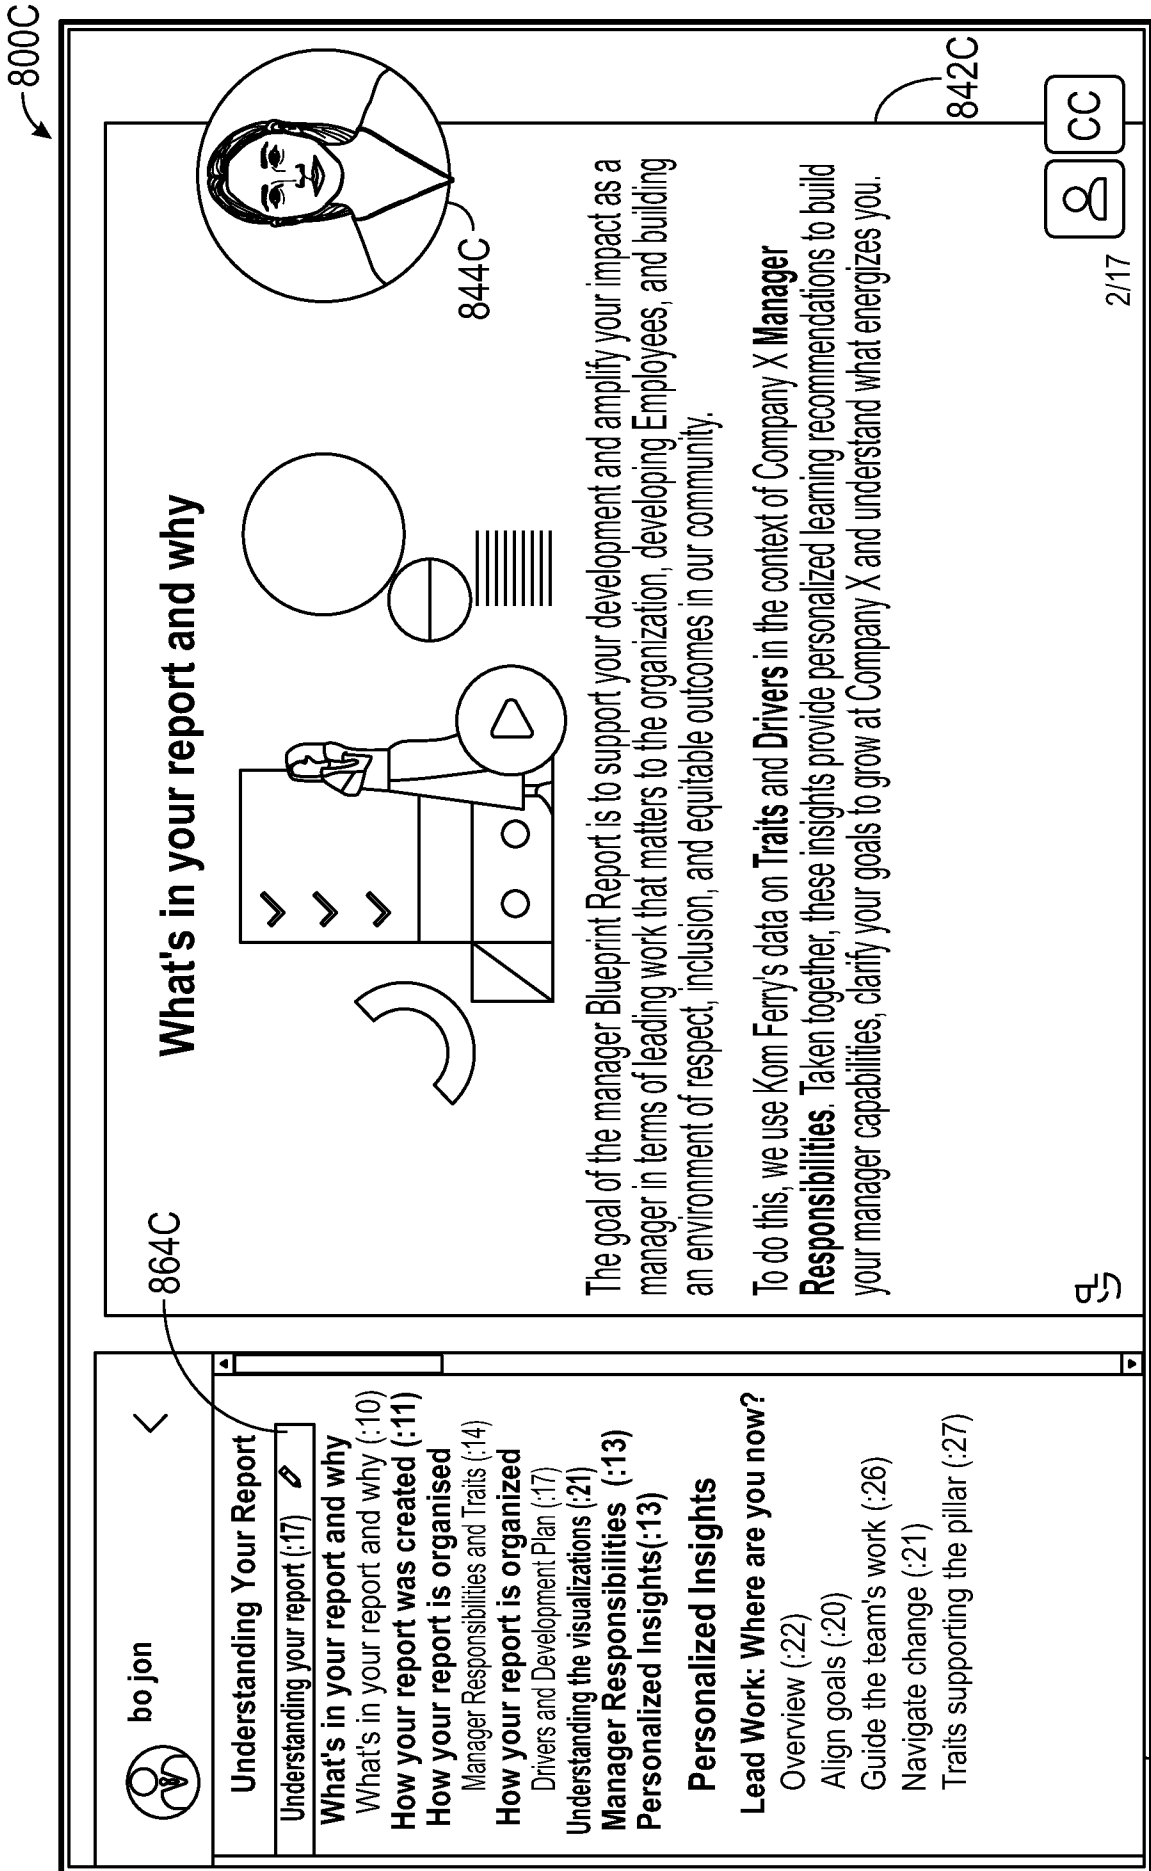 800C
bo jon
<
Understanding Your Report
Understanding your report (:17)
864C
What's in your report and why
What's in your report and why (:10)
How your report was created (:11)
How your report is organised
Manager Responsibilities and Traits (:14)
How your report is organized
Drivers and Development Plan (:17)
Understanding the visualizations (:21)
Manager Responsibilities (:13)
Personalized Insights(:13)
Personalized Insights
Lead Work: Where are you now?
Overview (:22)
Align goals (:20)
Guide the team's work (:26)
Navigate change (:21)
Traits supporting the pillar (:27)
What's in your report and why
844C
The goal of the manager Blueprint Report is to support your development and amplify your impact as a
manager in terms of leading work that matters to the organization, developing Employees, and building
an environment of respect, inclusion, and equitable outcomes in our community.
To do this, we use Korn Ferry's data on Traits and Drivers in the context of Company X Manager
Responsibilities. Taken together, these insights provide personalized learning recommendations to build
your manager capabilities, clarify your goals to grow at Company X and understand what energizes you.
842C
2/17
CC